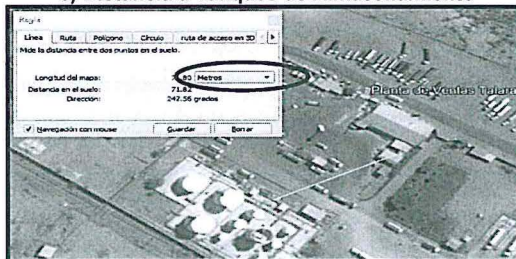 Regla
Línea Ruta Polígono Círculo ruta de acceso en 3D
Mide la distancia entre dos puntos en el suelo.
Longitud del mapa: Metros
Distancia en el suelo: 71.82
Dirección: 247.56 grados
Navegación con mouse Guardar Borrar
Planta de Ventas Talara